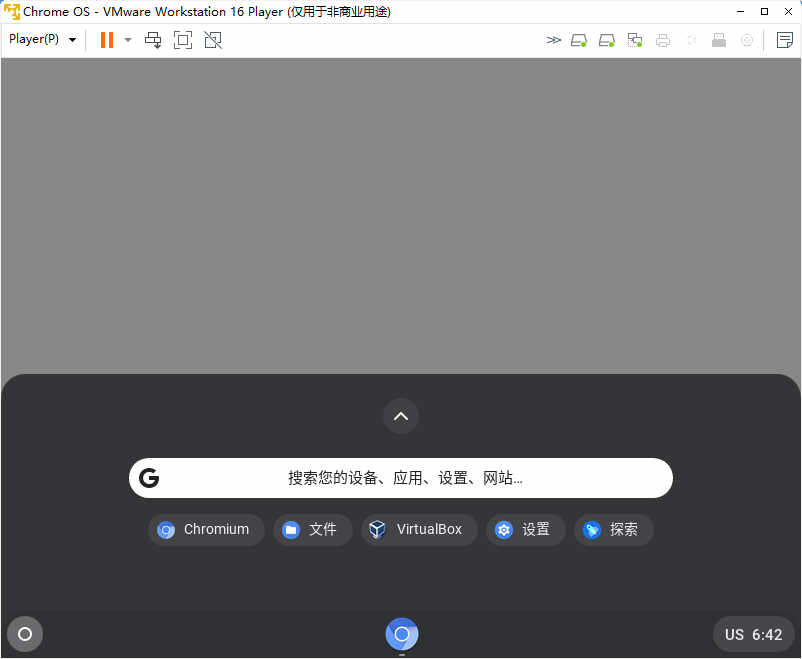 Chrome OS - VMware Workstation 16 Player (仅用于非商业用途)
Player(P)
搜索您的设备、应用、设置、网站...
Chromium 文件 VirtualBox 设置 探索
US 6:42